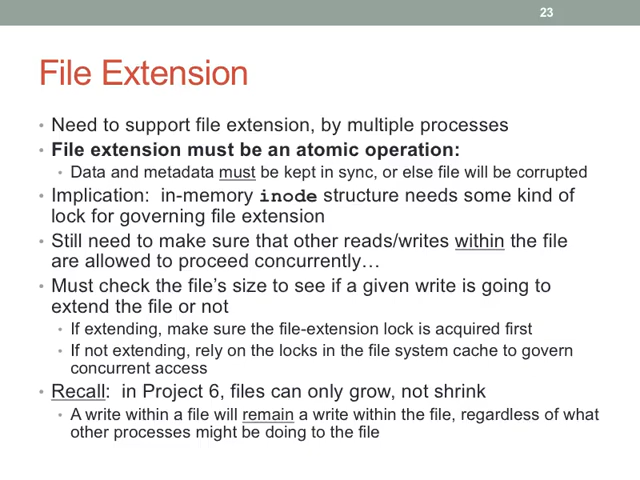 23
File Extension
• Need to support file extension, by multiple processes
• File extension must be an atomic operation:
• Data and metadata must be kept in sync, or else file will be corrupted
• Implication:  in-memory inode structure needs some kind of
lock for governing file extension
• Still need to make sure that other reads/writes within the file
are allowed to proceed concurrently…
• Must check the file’s size to see if a given write is going to
extend the file or not
• If extending, make sure the file-extension lock is acquired first
• If not extending, rely on the locks in the file system cache to govern
concurrent access
• Recall:  in Project 6, files can only grow, not shrink
• A write within a file will remain a write within the file, regardless of what
other processes might be doing to the file